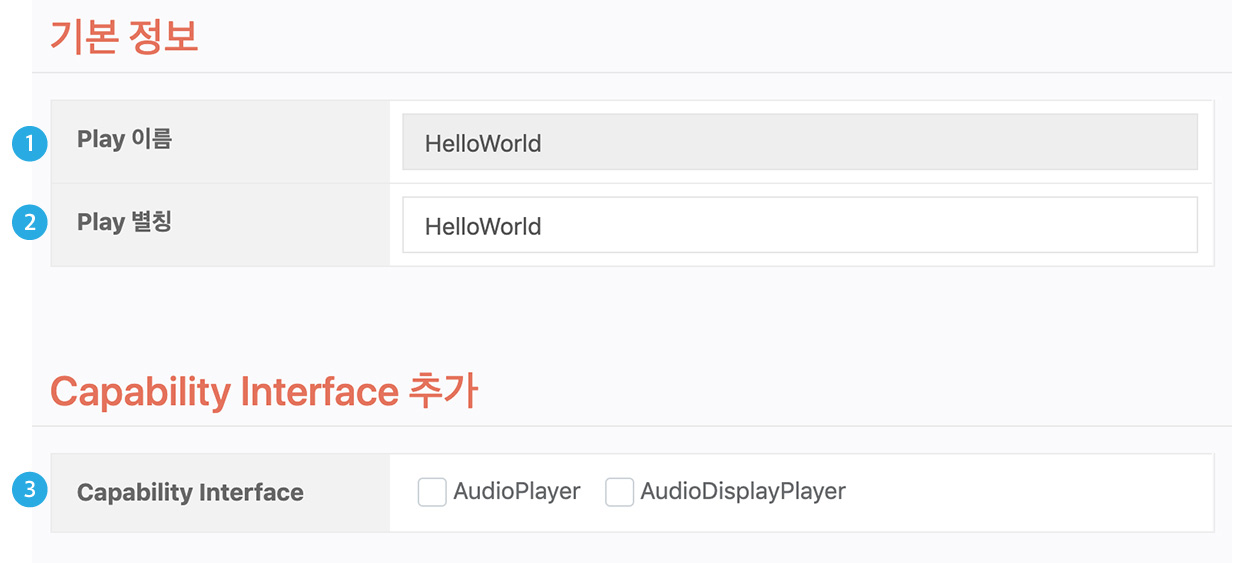 기본 정보
1 Play 이름 HelloWorld
2 Play 별칭 HelloWorld
Capability Interface 추가
3 Capability Interface AudioPlayer AudioDisplayPlayer